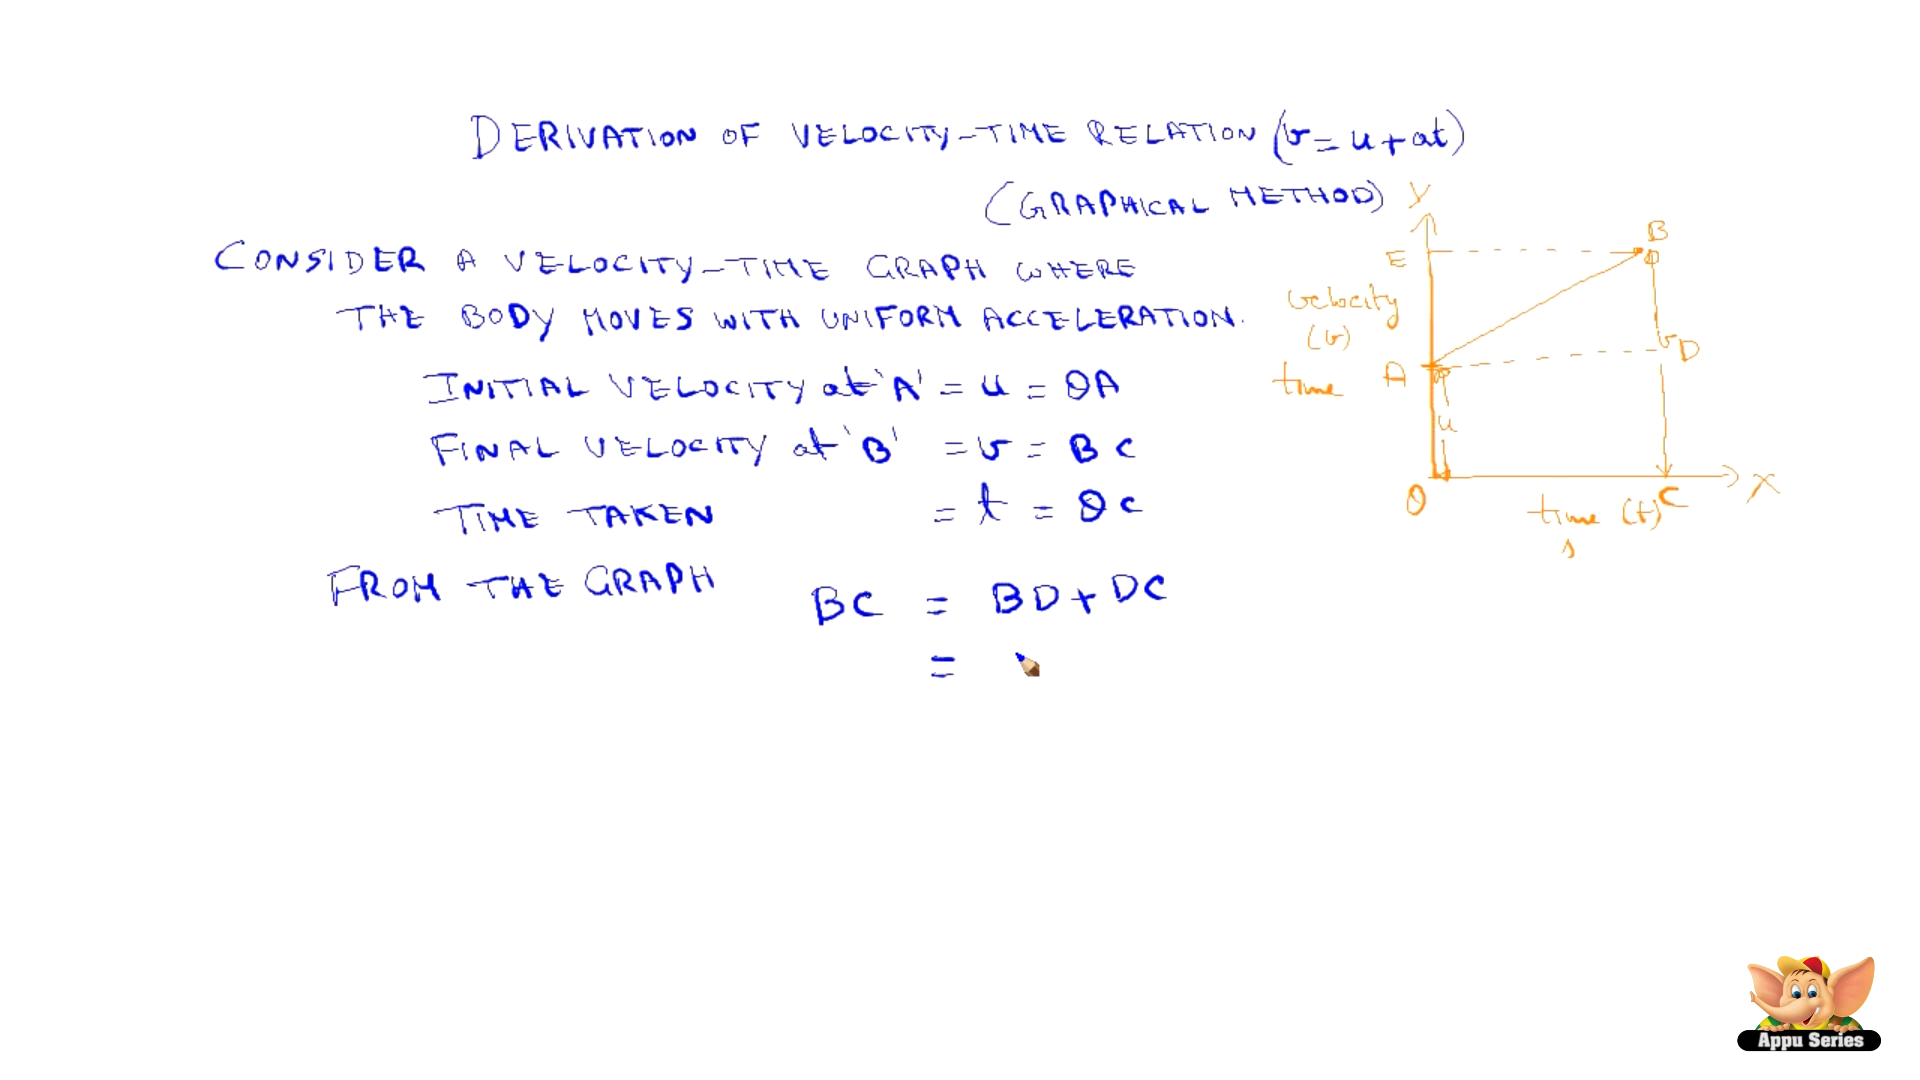 DERIVATION OF VELOCITY-TIME RELATION (v = u + at)
(GRAPHICAL METHOD)
CONSIDER A VELOCITY-TIME GRAPH WHERE
THE BODY MOVES WITH UNIFORM ACCELERATION.
INITIAL VELOCITY at 'A' = u = OA
FINAL VELOCITY at 'B' = v = BC
TIME TAKEN = t = OC
FROM THE GRAPH BC = BD + DC
=
Y
B
E
velocity
(v)
v D
time A
u
O
C X
time (t)
s
Appu Series